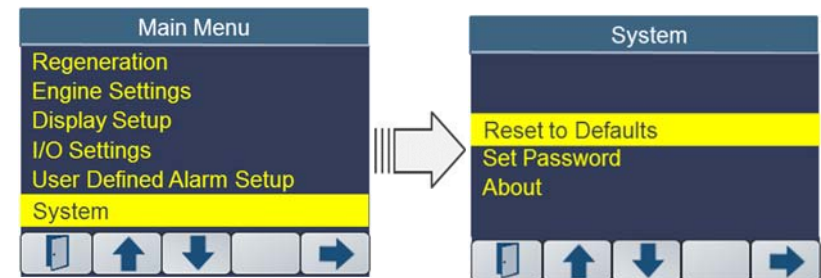 Main Menu
Regeneration
Engine Settings
Display Setup
I/O Settings
User Defined Alarm Setup
System
System
Reset to Defaults
Set Password
About